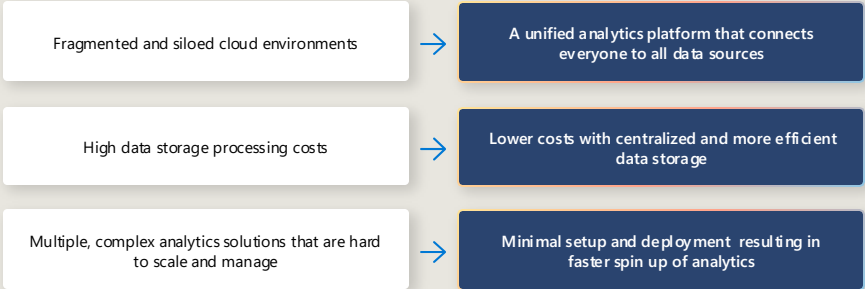 Fragmented and siloed cloud environments
A unified analytics platform that connects
everyone to all data sources
High data storage processing costs
Lower costs with centralized and more efficient
data storage
Multiple, complex analytics solutions that are hard
to scale and manage
Minimal setup and deployment resulting in
faster spin up of analytics